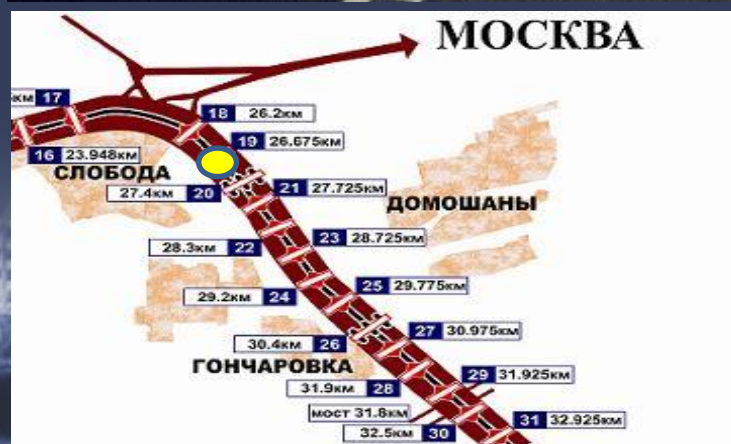 МОСКВА
км 17
18 26.2км
19 26.675км
16 23.948км
СЛОБОДА
27.4км 20
21 27.725км
ДОМОШАНЫ
28.3км 22
23 28.725км
25 29.775км
29.2км 24
27 30.975км
30.4км 26
ГОНЧАРОВКА
29 31.925км
31.9км 28
мост 31.8км
31 32.925км
32.5км 30